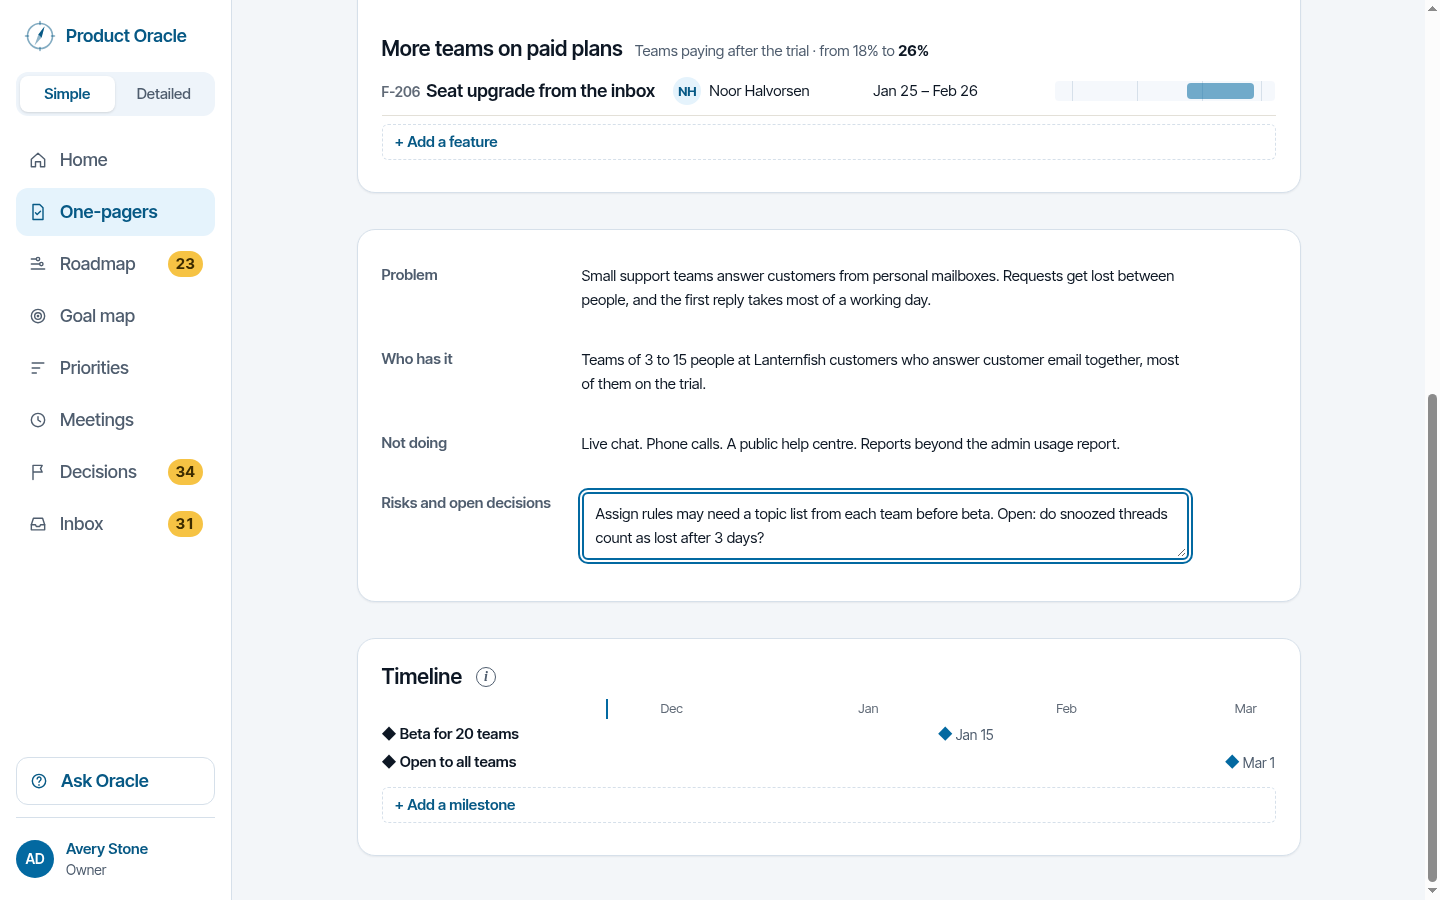 Product Oracle
Simple
Detailed
Home
One-pagers
Roadmap
23
Goal map
Priorities
Meetings
Decisions
34
Inbox
31
Ask Oracle
AD
Avery Stone
Owner
More teams on paid plans
Teams paying after the trial · from 18% to 26%
F-206 Seat upgrade from the inbox
NH
Noor Halvorsen
Jan 25 – Feb 26
+ Add a feature
Problem
Small support teams answer customers from personal mailboxes. Requests get lost between
people, and the first reply takes most of a working day.
Who has it
Teams of 3 to 15 people at Lanternfish customers who answer customer email together, most
of them on the trial.
Not doing
Live chat. Phone calls. A public help centre. Reports beyond the admin usage report.
Risks and open decisions
Assign rules may need a topic list from each team before beta. Open: do snoozed threads
count as lost after 3 days?
Timeline
i
Dec
Jan
Feb
Mar
Beta for 20 teams
Jan 15
Open to all teams
Mar 1
+ Add a milestone